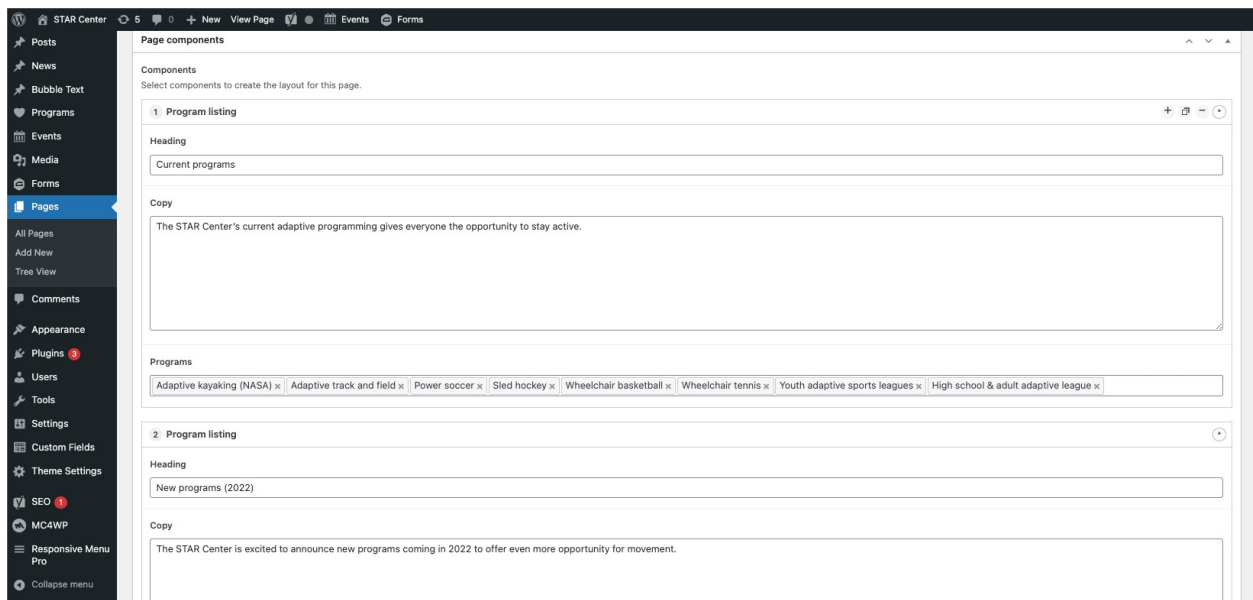 STAR Center 5 0 + New View Page Events Forms
Posts
News
Bubble Text
Programs
Events
Media
Forms
Pages
All Pages
Add New
Tree View
Comments
Appearance
Plugins 3
Users
Tools
Settings
Custom Fields
Theme Settings
SEO 1
MC4WP
Responsive Menu
Pro
Collapse menu
Page components
Components
Select components to create the layout for this page.
1 Program listing
Heading
Current programs
Copy
The STAR Center's current adaptive programming gives everyone the opportunity to stay active.
Programs
Adaptive kayaking (NASA) × Adaptive track and field × Power soccer × Sled hockey × Wheelchair basketball × Wheelchair tennis × Youth adaptive sports leagues × High school & adult adaptive league ×
2 Program listing
Heading
New programs (2022)
Copy
The STAR Center is excited to announce new programs coming in 2022 to offer even more opportunity for movement.